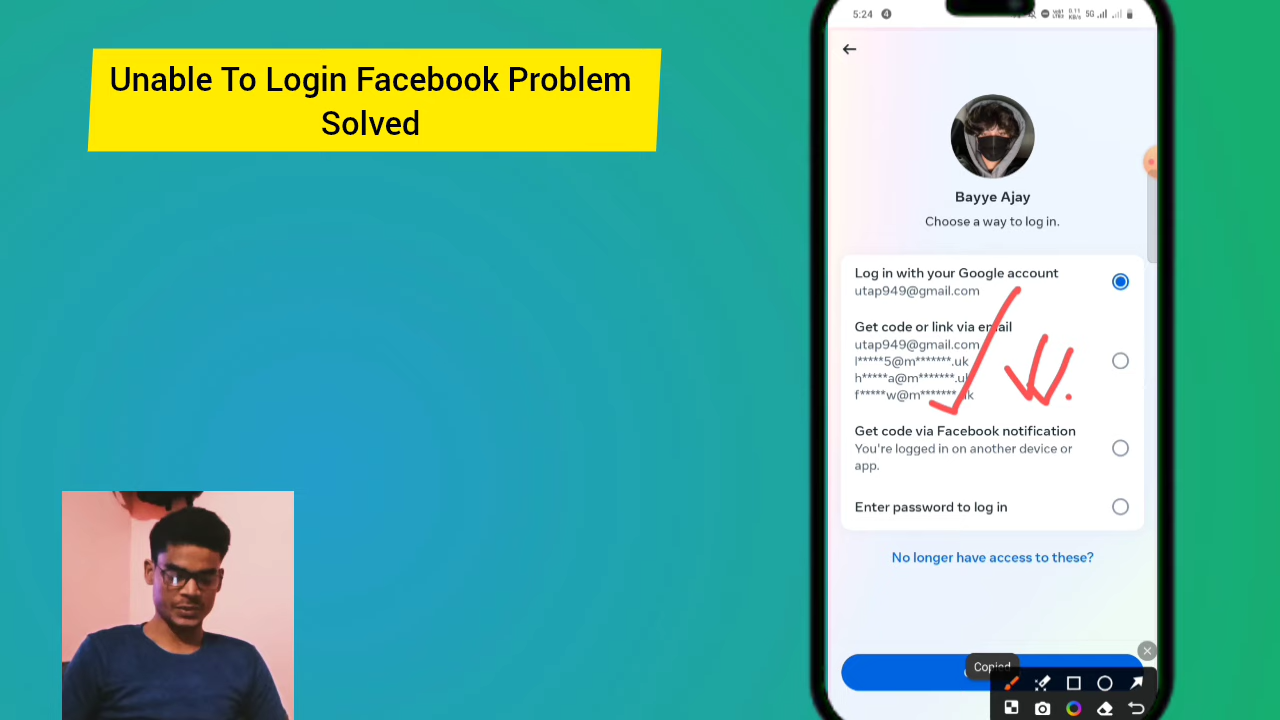 Unable To Login Facebook Problem
Solved
5:24
5G
Bayye Ajay
Choose a way to log in.
Log in with your Google account
utap949@gmail.com
Get code or link via email
utap949@gmail.com
l*****5@m*******.uk
h*****a@m*******.uk
f*****w@m*******.uk
Get code via Facebook notification
You're logged in on another device or
app.
Enter password to log in
No longer have access to these?
Copied